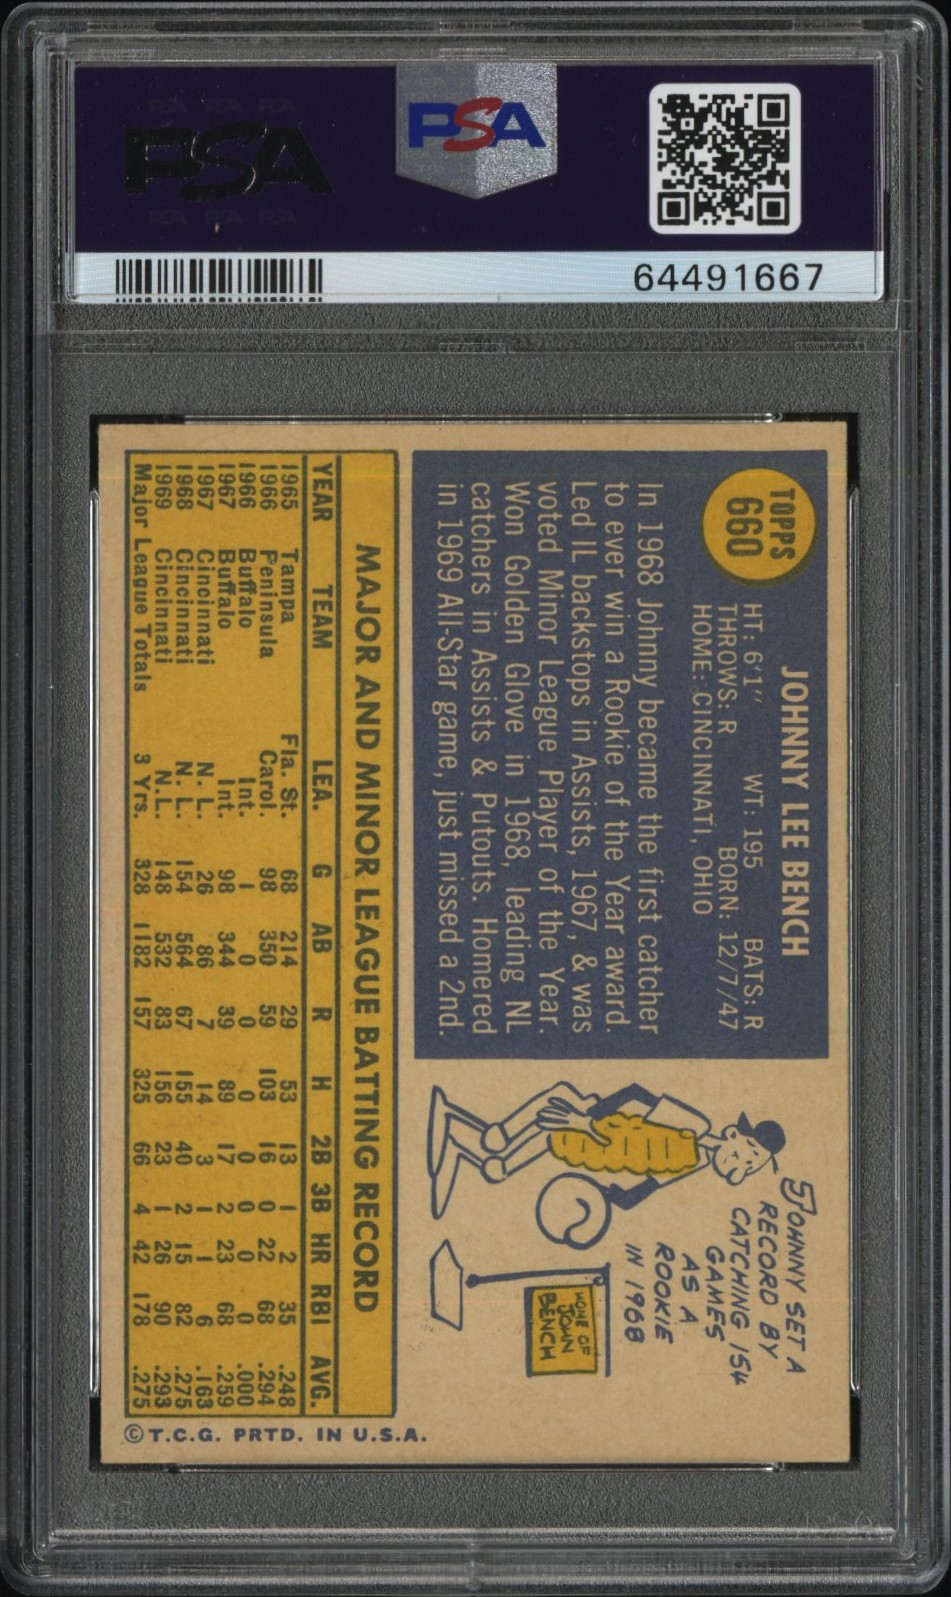 PSA PSA PSA
PSA
PSA PSA PSA
PSA
64491667
TOPPS
660
JOHNNY LEE BENCH
HT: 6'1" WT: 195 BATS: R
THROWS: R BORN: 12/7/47
HOME: CINCINNATI, OHIO
In 1968 Johnny became the first catcher
to ever win a Rookie of the Year award.
Led IL backstops in Assists, 1967, & was
voted Minor League Player of the Year.
Won Golden Glove in 1968, leading NL
catchers in Assists & Putouts. Homered
in 1969 All-Star game, just missed a 2nd.
JOHNNY SET A
RECORD BY
CATCHING 154
GAMES
AS A
ROOKIE
IN 1968
HOME OF
JOHN
BENCH
MAJOR AND MINOR LEAGUE BATTING RECORD
YEAR TEAM LEA. G AB R H 2B 3B HR RBI AVG.
1965 Tampa Fla. St. 68 214 29 53 13 1 2 35 .248
1966 Peninsula Carol. 98 350 59 103 16 0 22 68 .294
1966 Buffalo Int. 1 0 0 0 0 0 0 0 .000
1967 Buffalo Int. 98 344 39 89 17 2 23 68 .259
1967 Cincinnati N. L. 26 86 7 14 3 1 1 6 .163
1968 Cincinnati N. L. 154 564 67 155 40 2 15 82 .275
1969 Cincinnati N.L. 148 532 83 156 23 1 26 90 .293
Major League Totals 3 Yrs. 328 1182 157 325 66 4 42 178 .275
© T.C.G. PRTD. IN U.S.A.